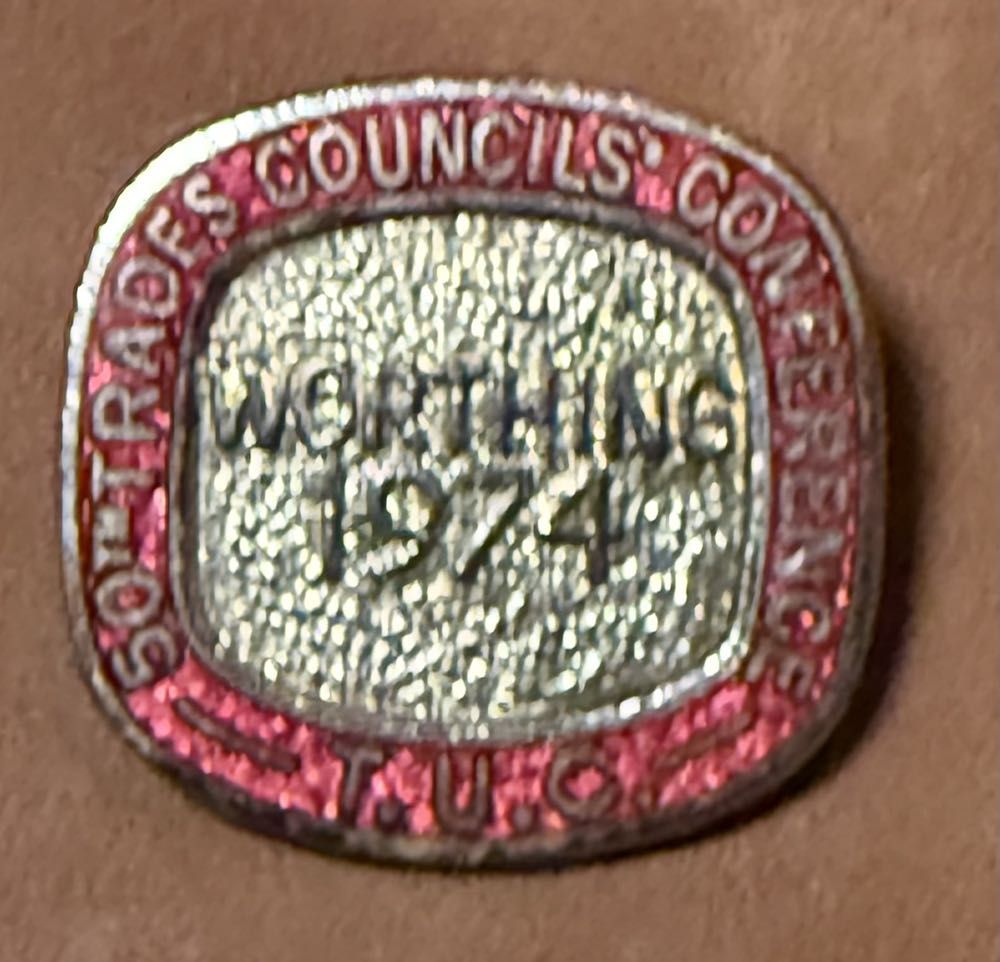 50TH TRADES COUNCILS' CONFERENCE
WORTHING
1974
T.U.C.